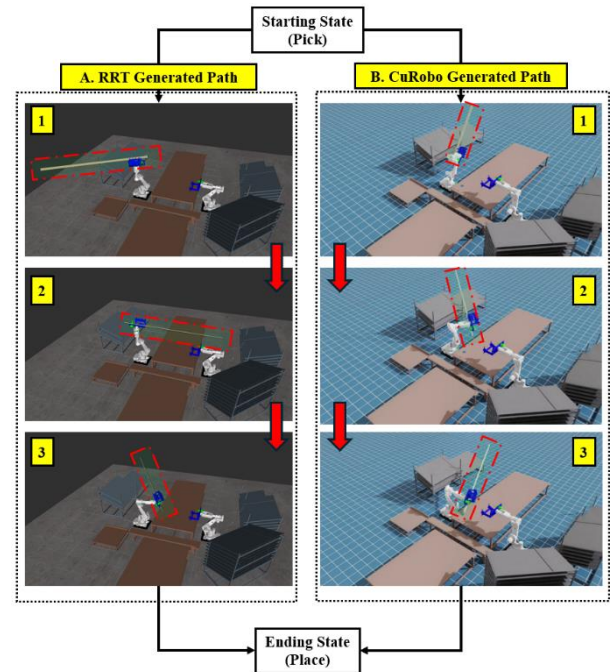 Starting State
(Pick)
A. RRT Generated Path
B. CuRobo Generated Path
1
1
2
2
3
3
Ending State
(Place)